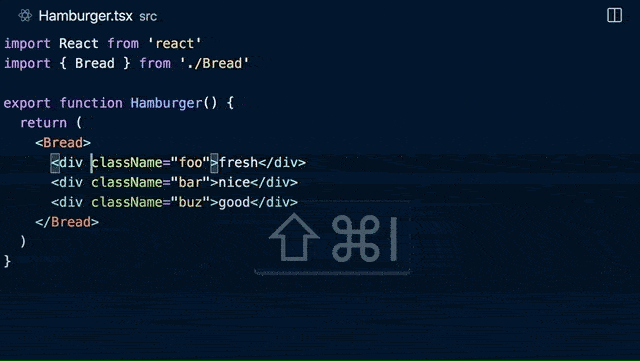 Hamburger.tsx src
import React from 'react'
import { Bread } from './Bread'
export function Hamburger() {
  return (
    <Bread>
      <div className="foo">fresh</div>
      <div className="bar">nice</div>
      <div className="buz">good</div>
    </Bread>
  )
}
⇧⌘I